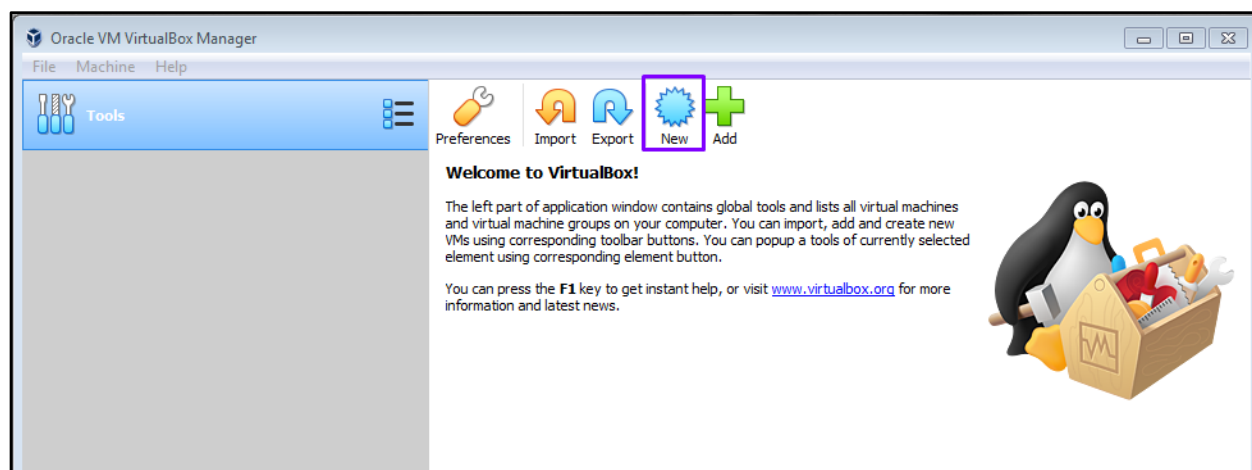 Oracle VM VirtualBox Manager
File Machine Help
Tools
Preferences Import Export New Add
Welcome to VirtualBox!
The left part of application window contains global tools and lists all virtual machines
and virtual machine groups on your computer. You can import, add and create new
VMs using corresponding toolbar buttons. You can popup a tools of currently selected
element using corresponding element button.
You can press the F1 key to get instant help, or visit www.virtualbox.org for more
information and latest news.